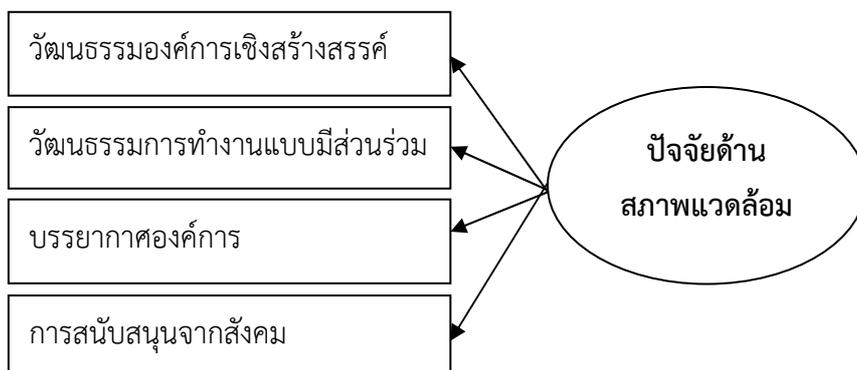 วัฒนธรรมองค์การเชิงสร้างสรรค์
วัฒนธรรมการทำงานแบบมีส่วนร่วม
บรรยากาศองค์การ
การสนับสนุนจากสังคม
ปัจจัยด้าน
สภาพแวดล้อม